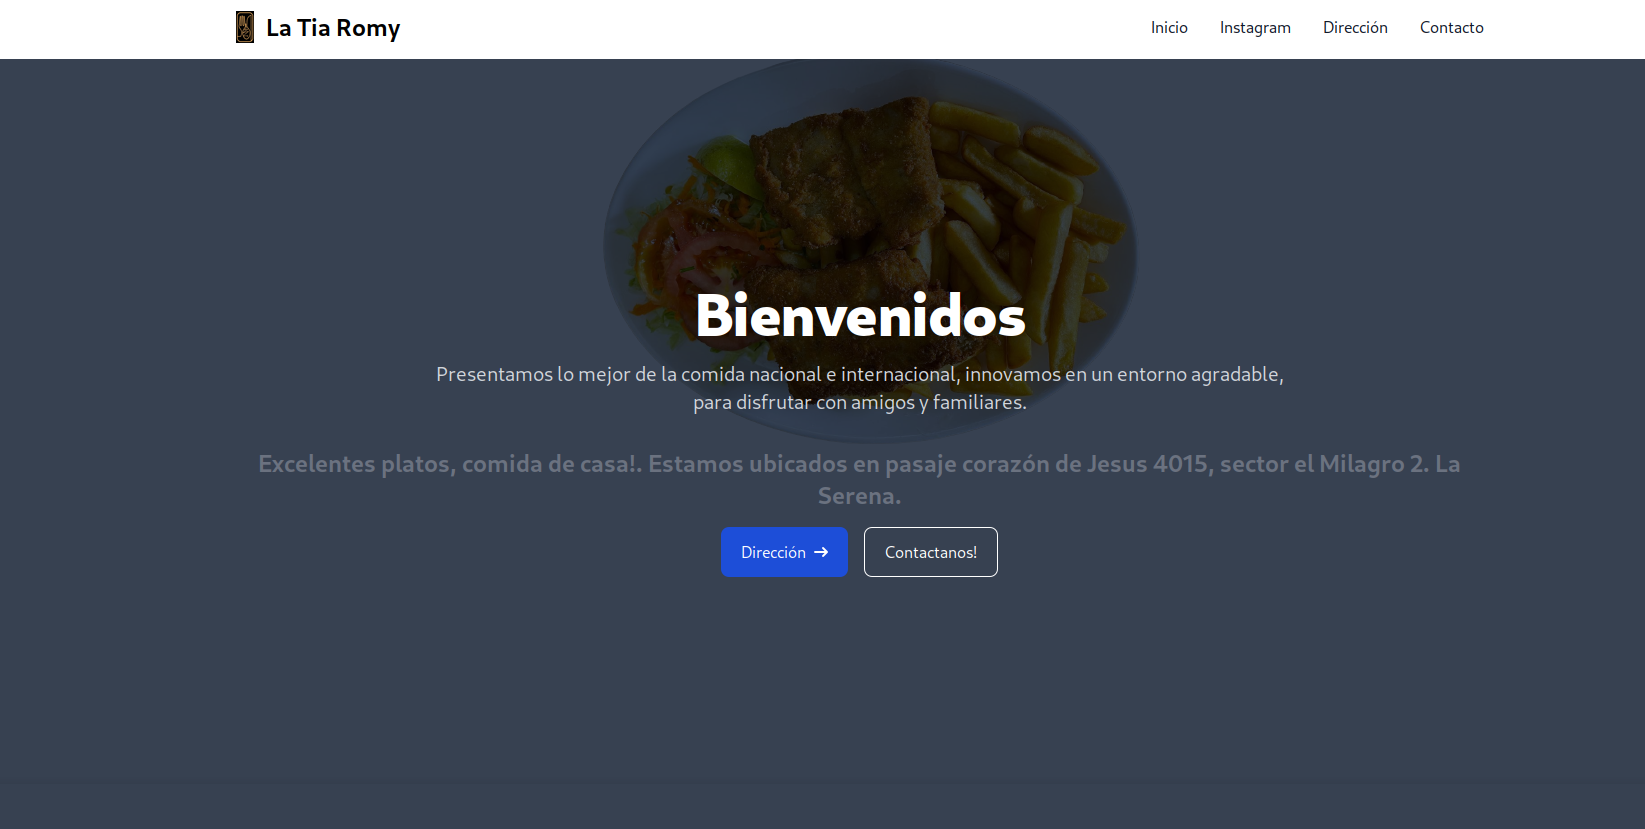 La Tia Romy
Inicio
Instagram
Dirección
Contacto
Bienvenidos
Presentamos lo mejor de la comida nacional e internacional, innovamos en un entorno agradable,
para disfrutar con amigos y familiares.
Excelentes platos, comida de casa!. Estamos ubicados en pasaje corazón de Jesus 4015, sector el Milagro 2. La
Serena.
Dirección →
Contactanos!